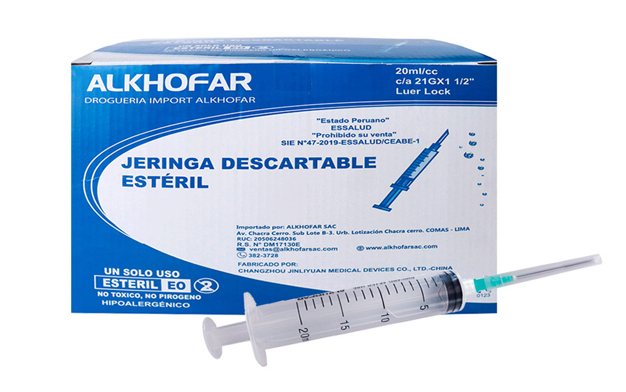 ALKHOFAR
DROGUERIA IMPORT ALKHOFAR
20ml/cc
c/a 21GX1 1/2"
Luer Lock
"Estado Peruano"
ESSALUD
"Prohibido su venta"
SIE N°47-2019-ESSALUD/CEABE-1
JERINGA DESCARTABLE
ESTÉRIL
Importado por: ALKHOFAR SAC
Av. Chacra Cerro. Sub Lote B-3. Urb. Lotización Chacra cerro. COMAS - LIMA
RUC: 20506248036
R.S. N° DM17130E
ventas@alkhofarsac.com www.alkhofarsac.com
382-3728
FABRICADO POR:
CHANGZHOU JINLIYUAN MEDICAL DEVICES CO., LTD.-CHINA
UN SOLO USO
ESTERIL EO 2
NO TOXICO, NO PIROGENO
HIPOALERGÉNICO
20ml 15 10 5
0123